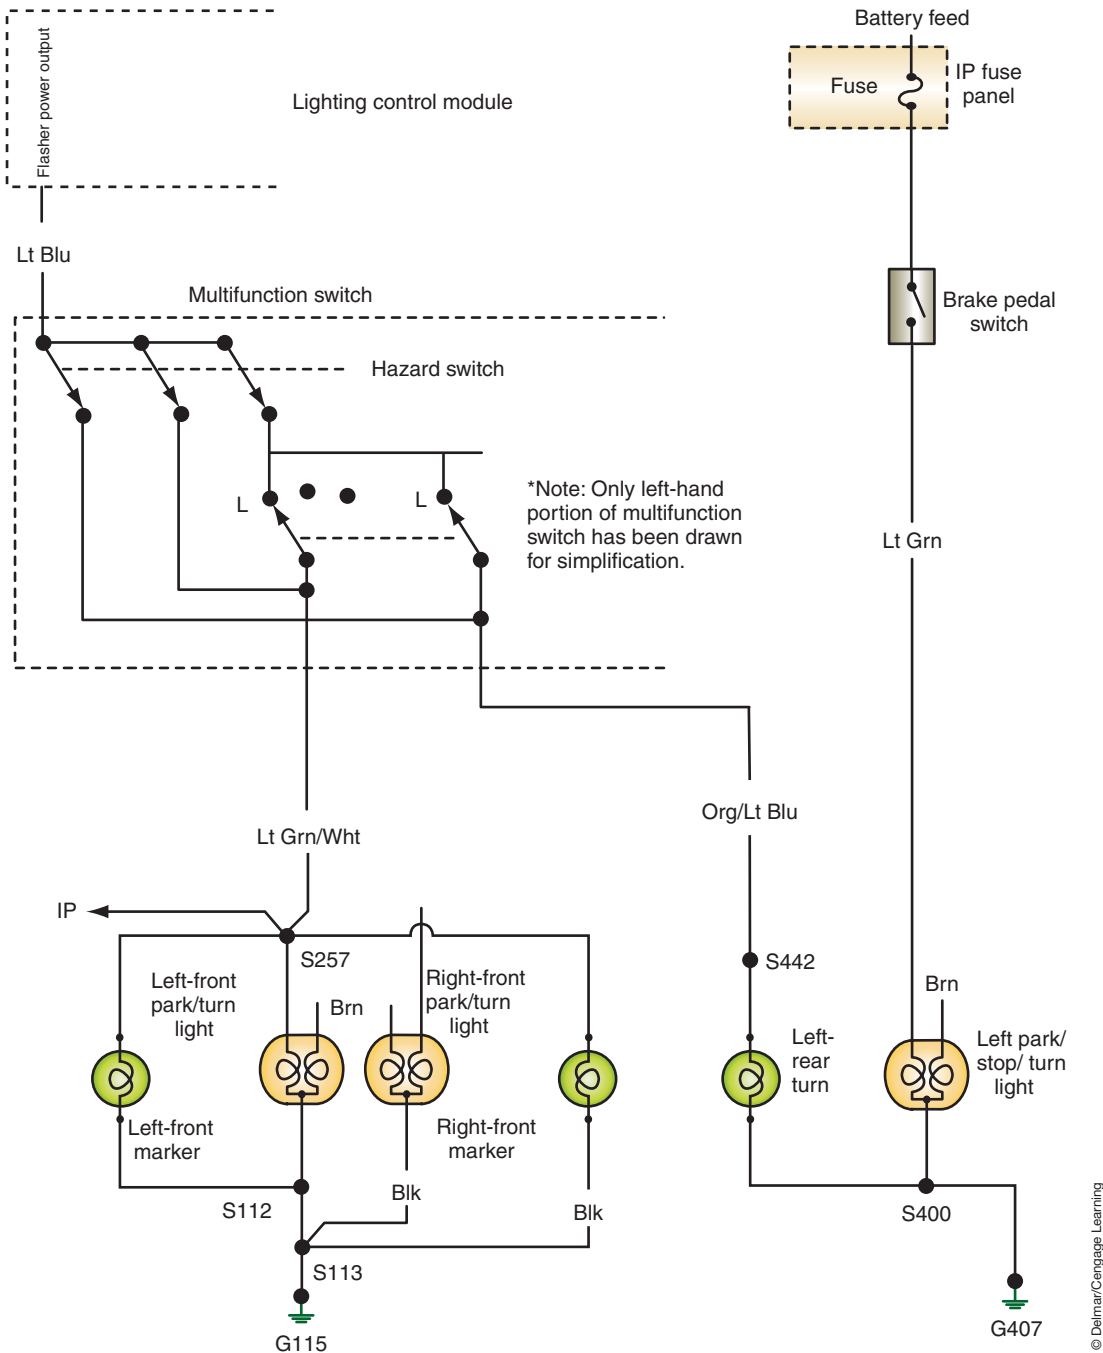 Battery feed
Flasher power output
Lighting control module
Fuse
IP fuse
panel
Lt Blu
Multifunction switch
Brake pedal
switch
Hazard switch
L
L
*Note: Only left-hand
portion of multifunction
switch has been drawn
for simplification.
Lt Grn
Org/Lt Blu
Lt Grn/Wht
IP
S257
S442
Left-front
park/turn
light
Brn
Right-front
park/turn
light
Brn
Left-
rear
turn
Left park/
stop/ turn
light
Left-front
marker
Right-front
marker
S112
Blk
Blk
S400
S113
G115
G407
© Delmar/Cengage Learning